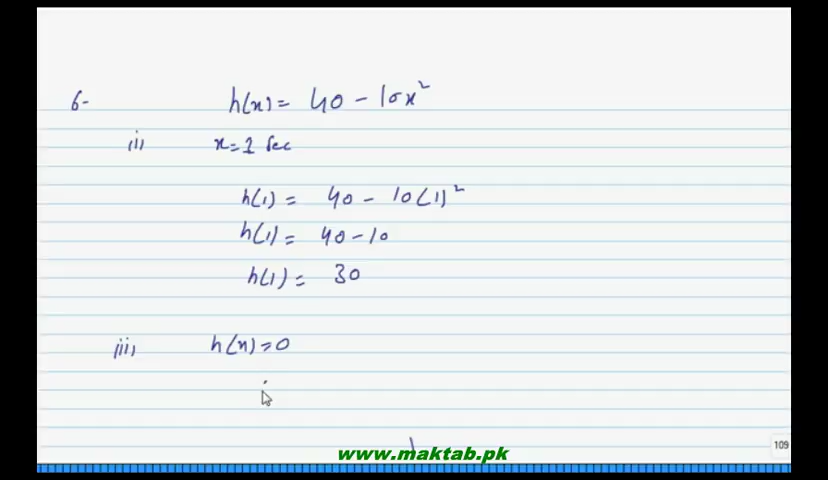 6- h(x) = 40 - 10x²
(i) x = 1 sec
h(1) = 40 - 10(1)²
h(1) = 40 - 10
h(1) = 30
(ii) h(x) = 0
109
www.maktab.pk